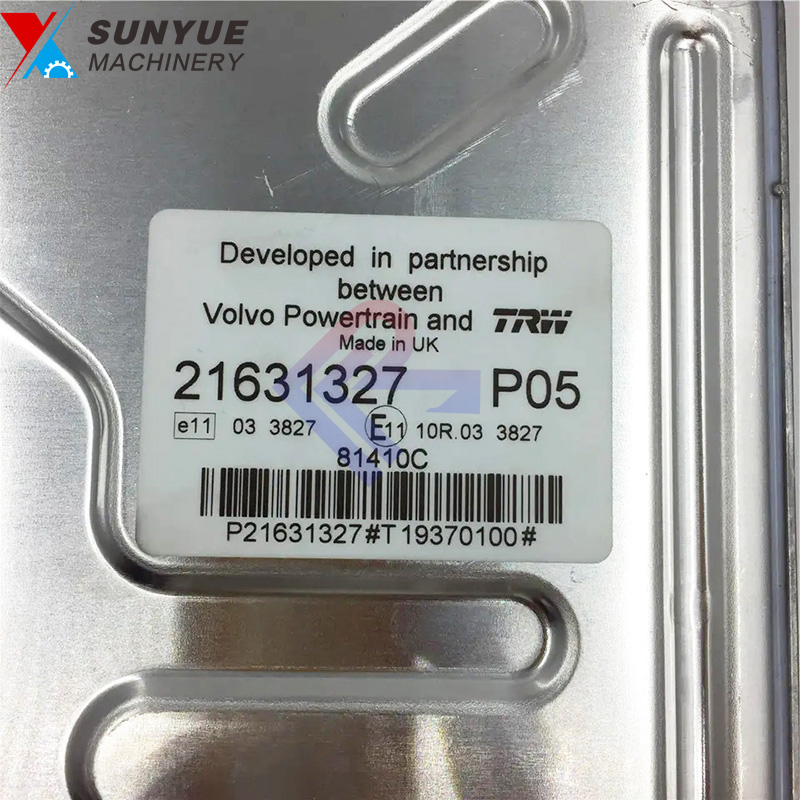 SUNYUE
MACHINERY
Developed in partnership
between
Volvo Powertrain and TRW
Made in UK
21631327 P05
e11 03 3827 E11 10R.03 3827
81410C
P21631327#T19370100#